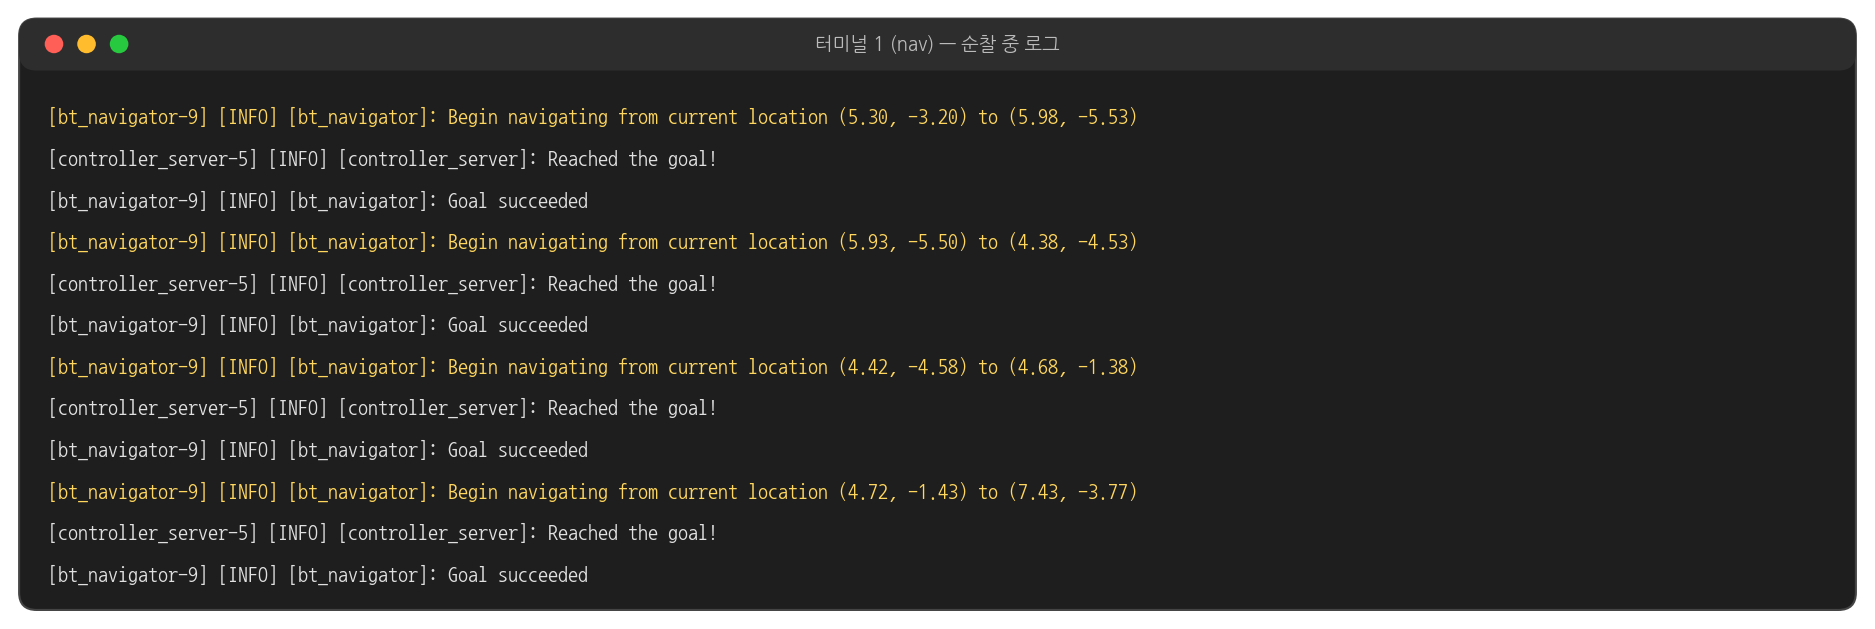 터미널 1 (nav) — 순찰 중 로그
[bt_navigator-9] [INFO] [bt_navigator]: Begin navigating from current location (5.30, -3.20) to (5.98, -5.53)
[controller_server-5] [INFO] [controller_server]: Reached the goal!
[bt_navigator-9] [INFO] [bt_navigator]: Goal succeeded
[bt_navigator-9] [INFO] [bt_navigator]: Begin navigating from current location (5.93, -5.50) to (4.38, -4.53)
[controller_server-5] [INFO] [controller_server]: Reached the goal!
[bt_navigator-9] [INFO] [bt_navigator]: Goal succeeded
[bt_navigator-9] [INFO] [bt_navigator]: Begin navigating from current location (4.42, -4.58) to (4.68, -1.38)
[controller_server-5] [INFO] [controller_server]: Reached the goal!
[bt_navigator-9] [INFO] [bt_navigator]: Goal succeeded
[bt_navigator-9] [INFO] [bt_navigator]: Begin navigating from current location (4.72, -1.43) to (7.43, -3.77)
[controller_server-5] [INFO] [controller_server]: Reached the goal!
[bt_navigator-9] [INFO] [bt_navigator]: Goal succeeded